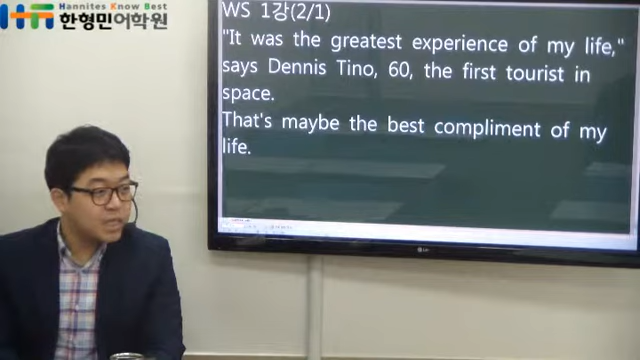 Hannites Know Best
한형민어학원
WS 1강(2/1)
"It was the greatest experience of my life,"
says Dennis Tino, 60, the first tourist in
space.
That's maybe the best compliment of my
life.
LG